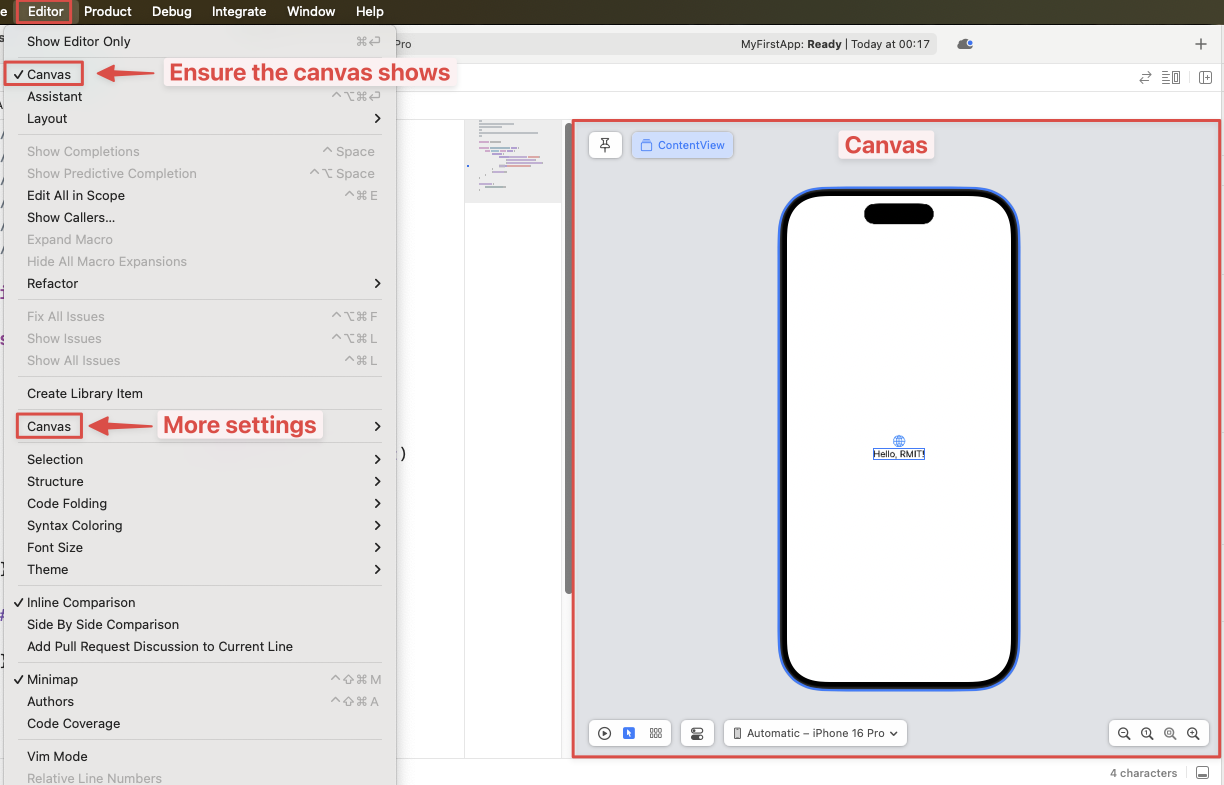 Editor Product Debug Integrate Window Help
Show Editor Only ⌘↩
✓ Canvas
Ensure the canvas shows
Assistant ⌃⌥⌘↩
Layout
Show Completions ⌃ Space
Show Predictive Completion ⌃⌥ Space
Edit All in Scope ⌃⌘E
Show Callers...
Expand Macro
Hide All Macro Expansions
Refactor
Fix All Issues ⌃⌥⌘F
Show Issues ⌃⌥⌘L
Show All Issues ⌃⌘L
Create Library Item
Canvas
More settings
Selection
Structure
Code Folding
Syntax Coloring
Font Size
Theme
✓ Inline Comparison
Side By Side Comparison
Add Pull Request Discussion to Current Line
✓ Minimap ⌃⇧⌘M
Authors ⌃⇧⌘A
Code Coverage
Vim Mode
Relative Line Numbers
Pro
MyFirstApp: Ready | Today at 00:17
ContentView
Canvas
Hello, RMIT!
Automatic – iPhone 16 Pro
4 characters